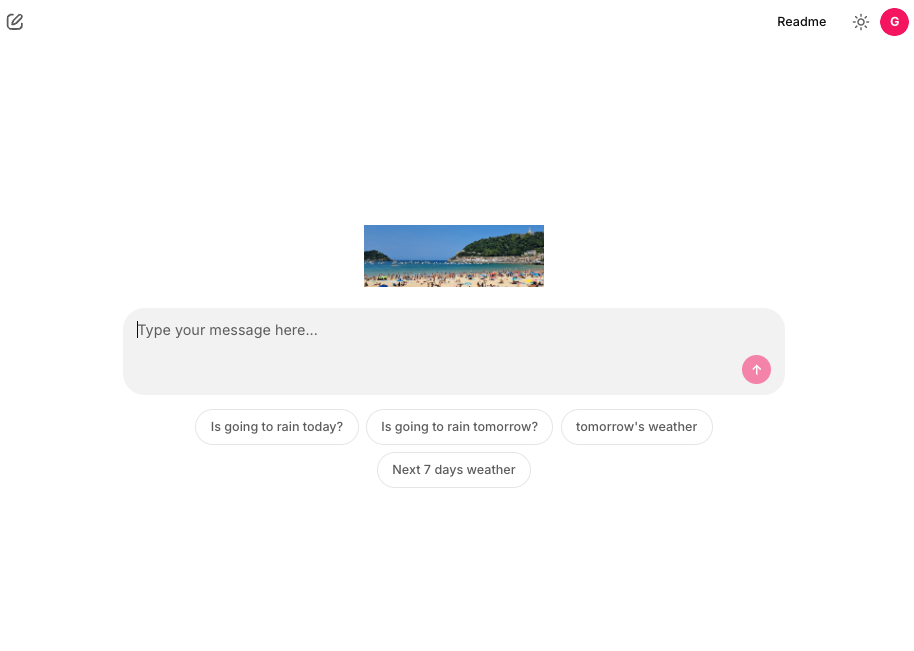 Readme
G
Type your message here...
Is going to rain today?
Is going to rain tomorrow?
tomorrow's weather
Next 7 days weather